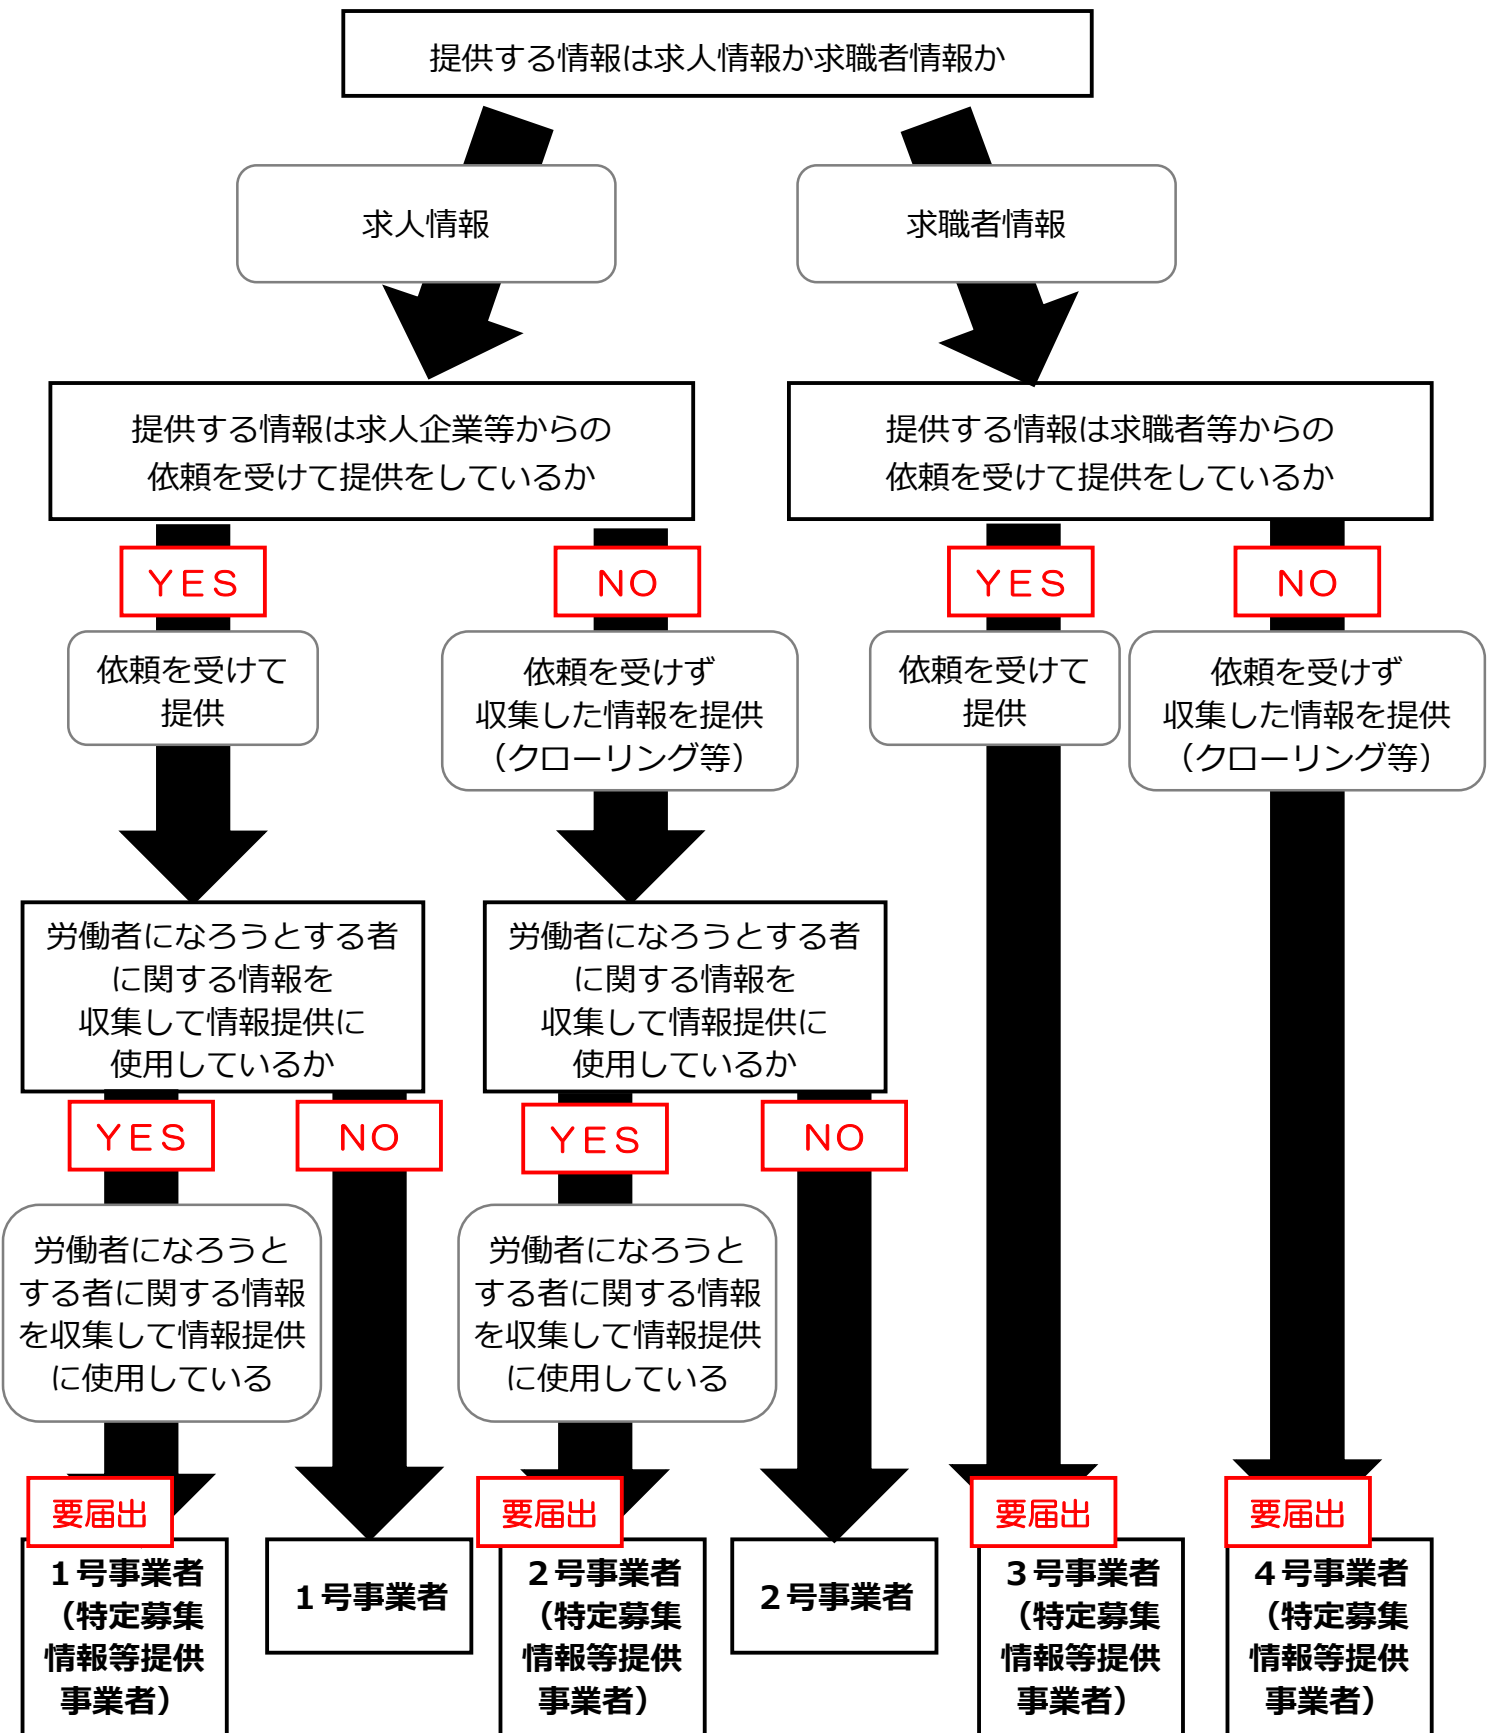 提供する情報は求人情報か求職者情報か
求人情報
求職者情報
提供する情報は求人企業等からの
依頼を受けて提供をしているか
提供する情報は求職者等からの
依頼を受けて提供をしているか
ＹＥＳ
ＮＯ
ＹＥＳ
ＮＯ
依頼を受けて
提供
依頼を受けず
収集した情報を提供
（クローリング等）
依頼を受けて
提供
依頼を受けず
収集した情報を提供
（クローリング等）
労働者になろうとする者
に関する情報を
収集して情報提供に
使用しているか
労働者になろうとする者
に関する情報を
収集して情報提供に
使用しているか
ＹＥＳ
ＮＯ
ＹＥＳ
ＮＯ
労働者になろうと
する者に関する情報
を収集して情報提供
に使用している
労働者になろうと
する者に関する情報
を収集して情報提供
に使用している
要届出
要届出
要届出
要届出
１号事業者
（特定募集
情報等提供
事業者）
１号事業者
２号事業者
（特定募集
情報等提供
事業者）
２号事業者
３号事業者
（特定募集
情報等提供
事業者）
４号事業者
（特定募集
情報等提供
事業者）